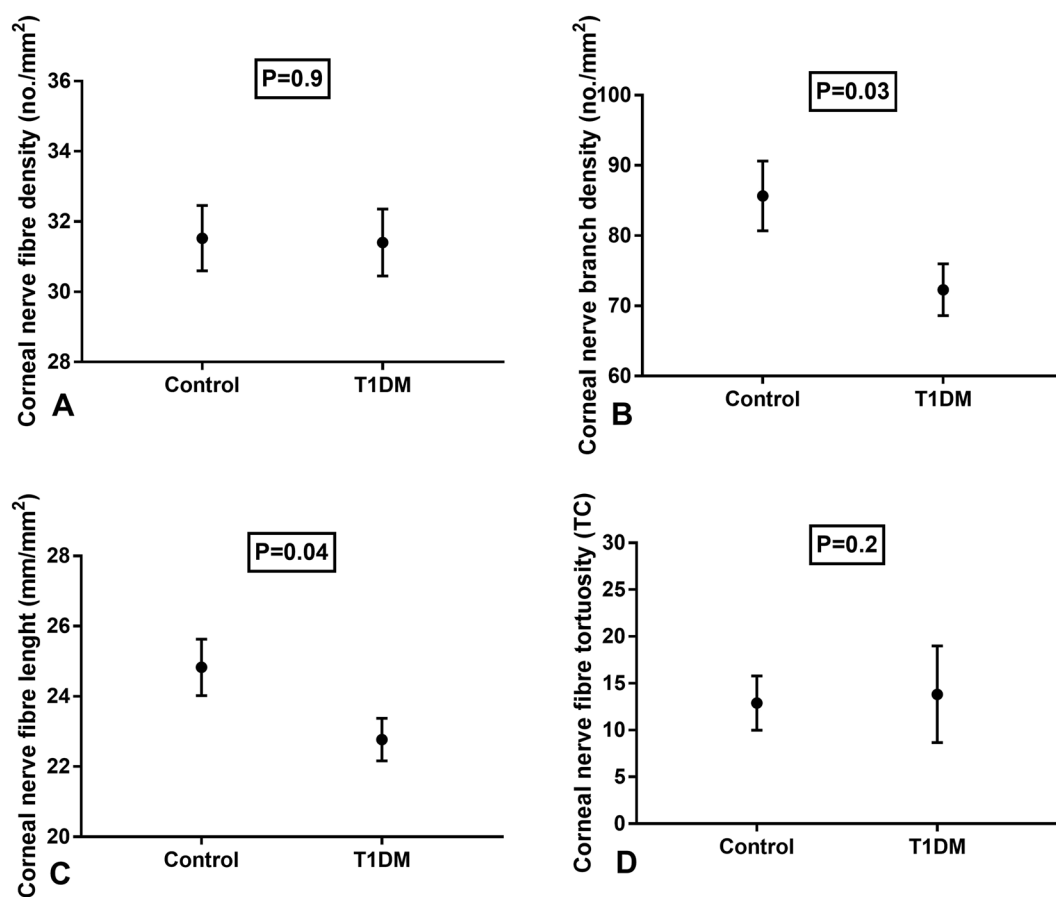 Corneal nerve fibre density (no./mm²)
36
34
32
30
28
P=0.9
Control
T1DM
A
Corneal nerve branch density (no./mm²)
100
90
80
70
60
P=0.03
Control
T1DM
B
Corneal nerve fibre lenght (mm/mm²)
28
26
24
22
20
P=0.04
Control
T1DM
C
Corneal nerve fibre tortuosity (TC)
30
25
20
15
10
5
0
P=0.2
Control
T1DM
D